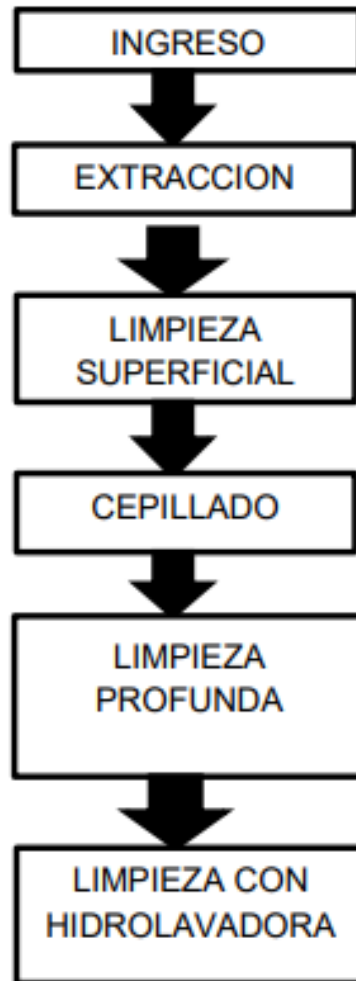 INGRESO
EXTRACCION
LIMPIEZA
SUPERFICIAL
CEPILLADO
LIMPIEZA
PROFUNDA
LIMPIEZA CON
HIDROLAVADORA